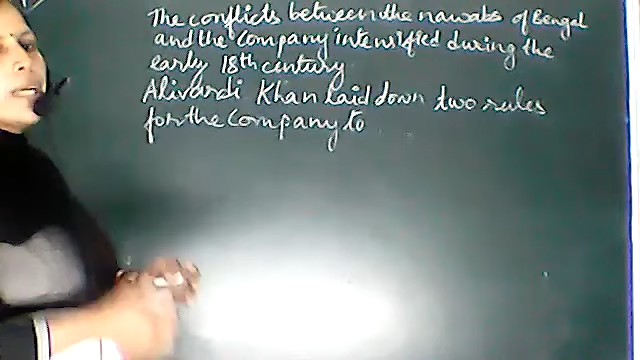 The conflicts between the nawabs of Bengal
and the Company intensified during the
early 18th century
Alivardi Khan laid down two rules
for the Company to